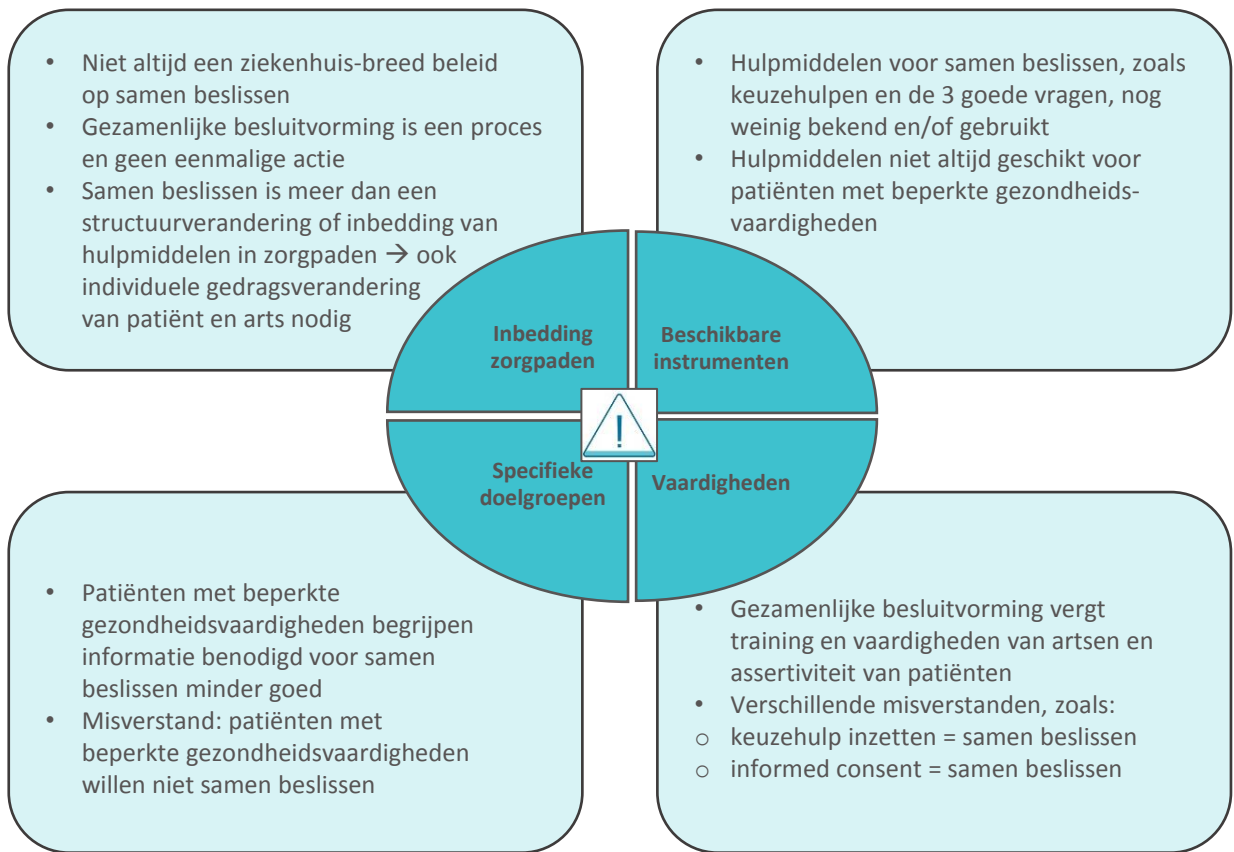 • Niet altijd een ziekenhuis-breed beleid
op samen beslissen
• Gezamenlijke besluitvorming is een proces
en geen eenmalige actie
• Samen beslissen is meer dan een
structuurverandering of inbedding van
hulpmiddelen in zorgpaden → ook
individuele gedragsverandering
van patiënt en arts nodig
• Hulpmiddelen voor samen beslissen, zoals
keuzehulpen en de 3 goede vragen, nog
weinig bekend en/of gebruikt
• Hulpmiddelen niet altijd geschikt voor
patiënten met beperkte gezondheids-
vaardigheden
Inbedding
zorgpaden
Beschikbare
instrumenten
!
Specifieke
doelgroepen
Vaardigheden
• Patiënten met beperkte
gezondheidsvaardigheden begrijpen
informatie benodigd voor samen
beslissen minder goed
• Misverstand: patiënten met
beperkte gezondheidsvaardigheden
willen niet samen beslissen
• Gezamenlijke besluitvorming vergt
training en vaardigheden van artsen en
assertiviteit van patiënten
• Verschillende misverstanden, zoals:
o keuzehulp inzetten = samen beslissen
o informed consent = samen beslissen